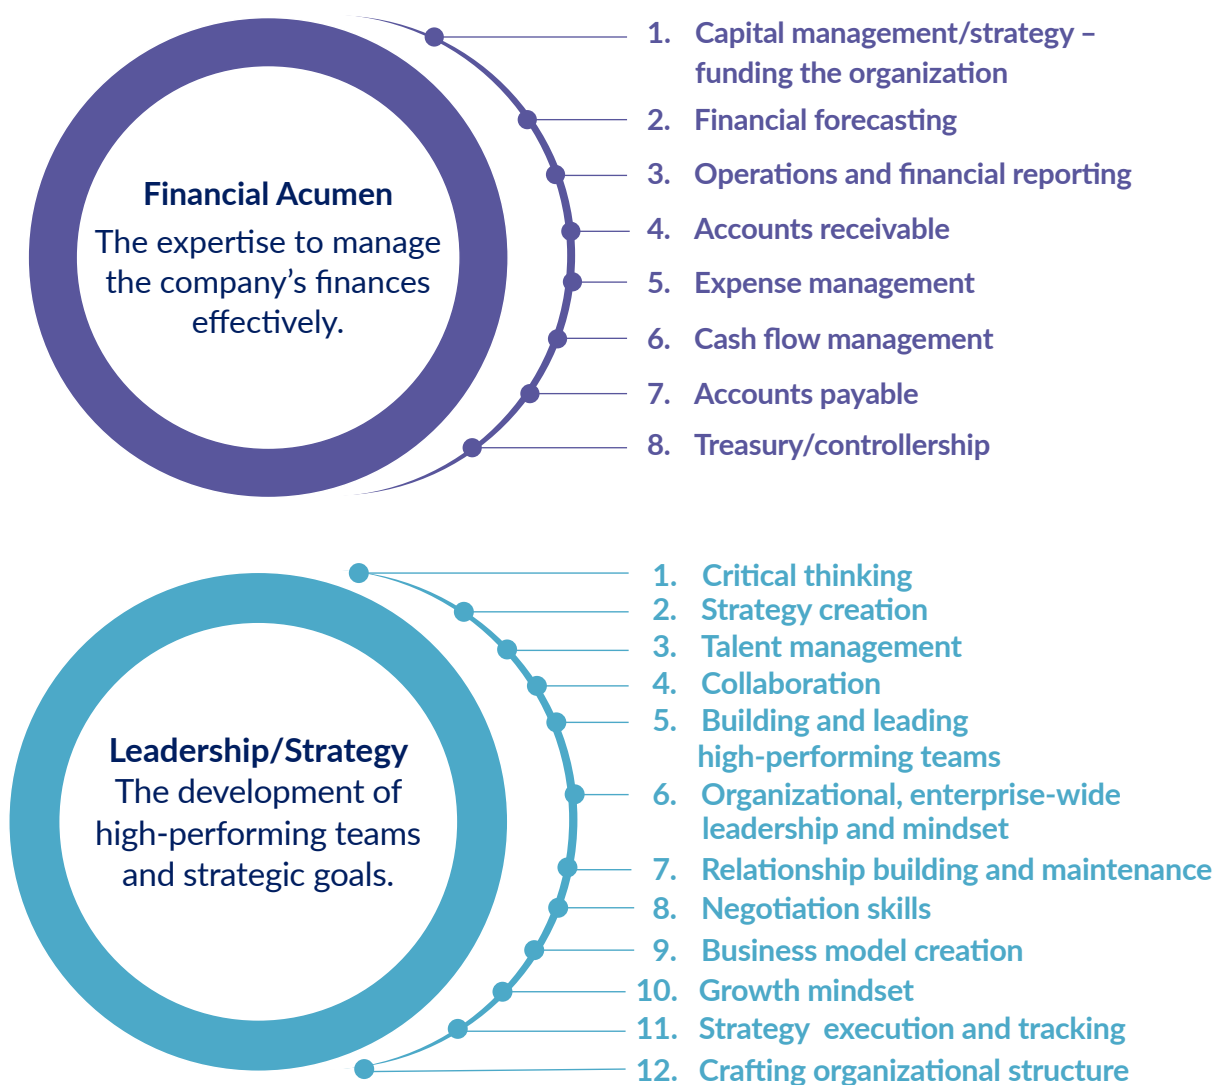 Financial Acumen
The expertise to manage
the company’s finances
effectively.
1. Capital management/strategy –
funding the organization
2. Financial forecasting
3. Operations and financial reporting
4. Accounts receivable
5. Expense management
6. Cash flow management
7. Accounts payable
8. Treasury/controllership
Leadership/Strategy
The development of
high-performing teams
and strategic goals.
1. Critical thinking
2. Strategy creation
3. Talent management
4. Collaboration
5. Building and leading
high-performing teams
6. Organizational, enterprise-wide
leadership and mindset
7. Relationship building and maintenance
8. Negotiation skills
9. Business model creation
10. Growth mindset
11. Strategy  execution and tracking
12. Crafting organizational structure